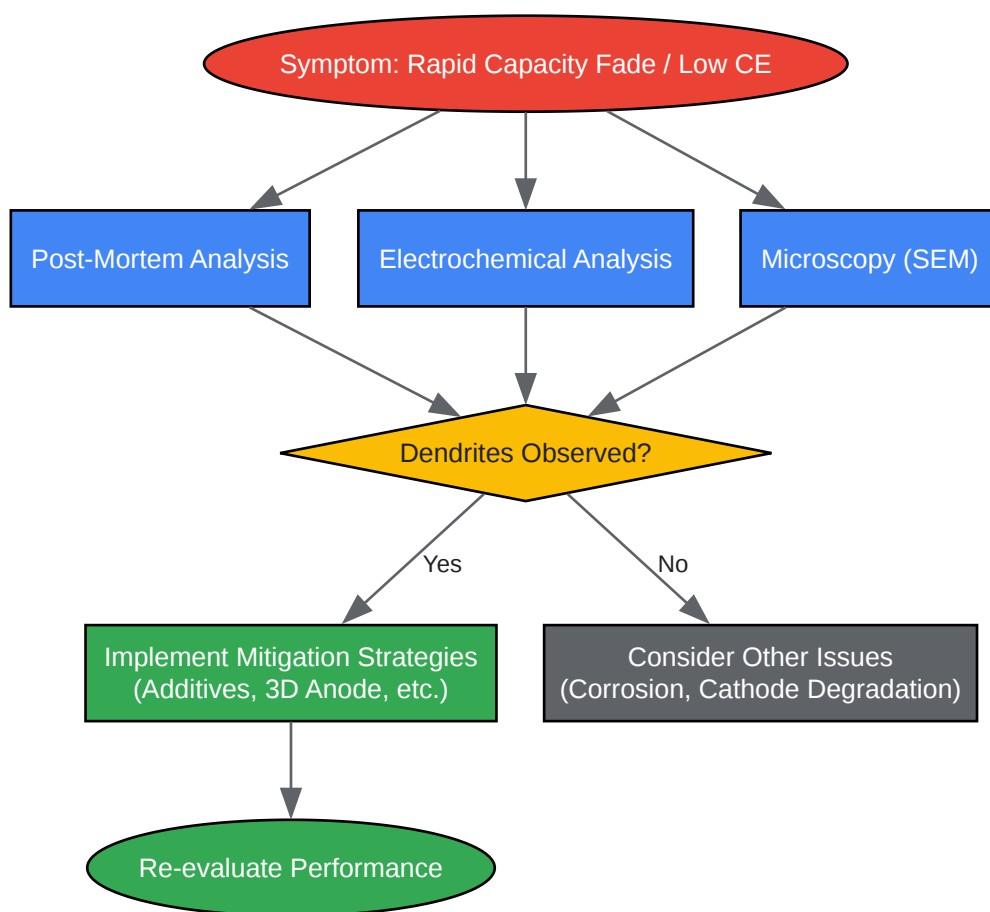 Symptom: Rapid Capacity Fade / Low CE
Post-Mortem Analysis
Electrochemical Analysis
Microscopy (SEM)
Dendrites Observed?
Yes
No
Implement Mitigation Strategies
(Additives, 3D Anode, etc.)
Consider Other Issues
(Corrosion, Cathode Degradation)
Re-evaluate Performance